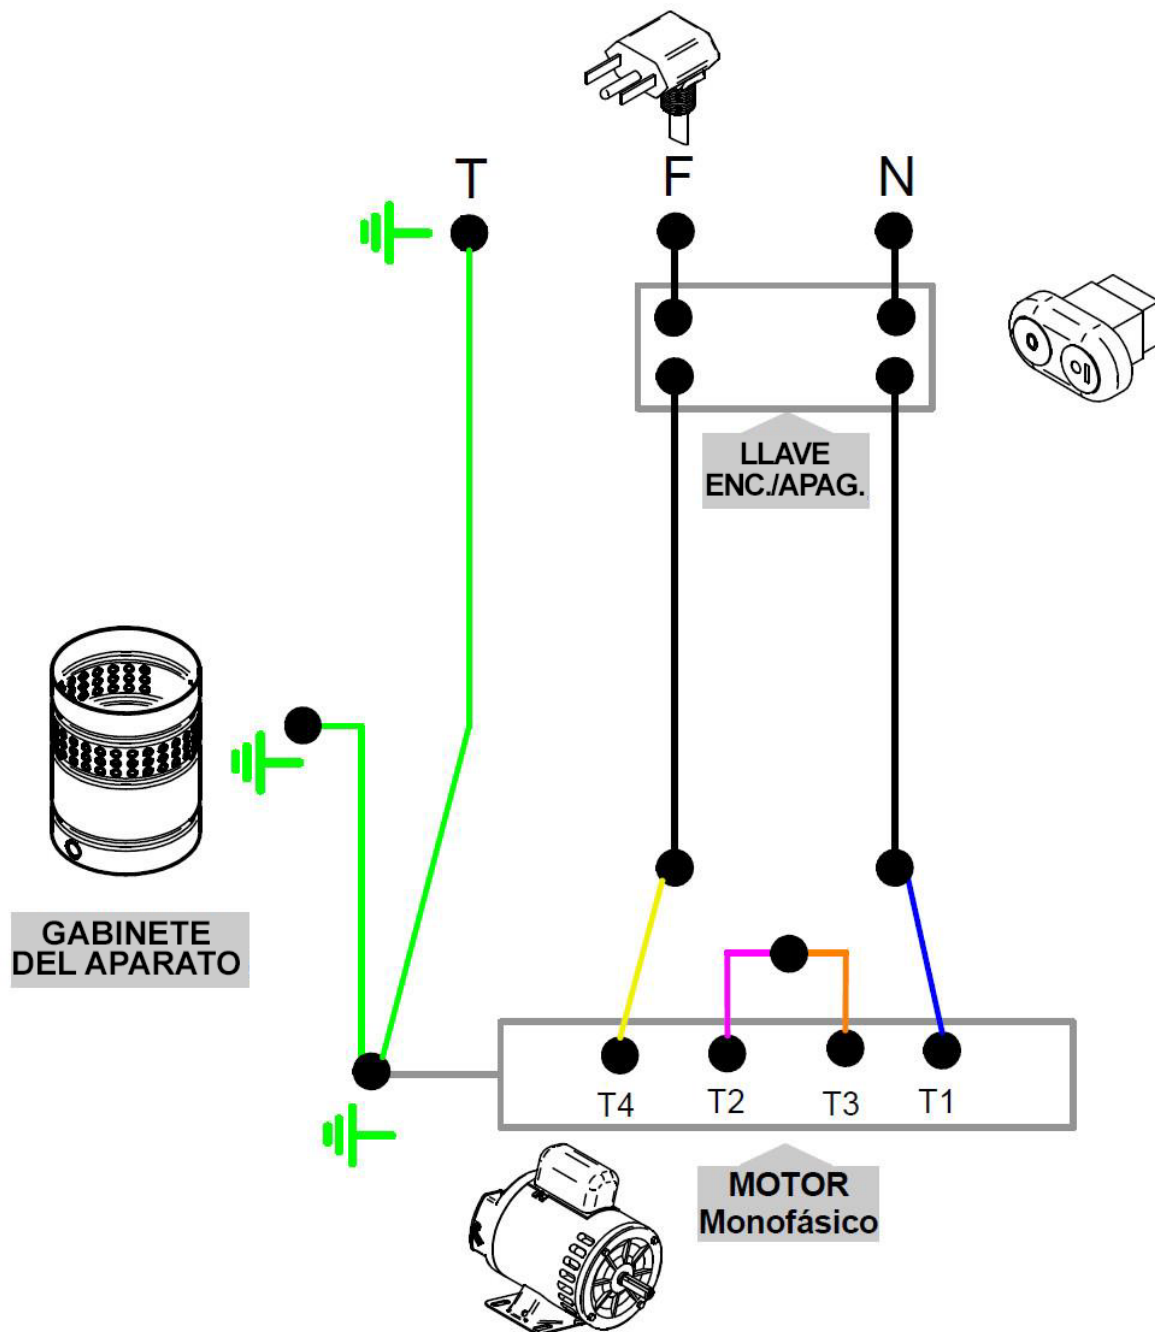 T
F
N
LLAVE
ENC./APAG.
GABINETE
DEL APARATO
T4
T2
T3
T1
MOTOR
Monofásico